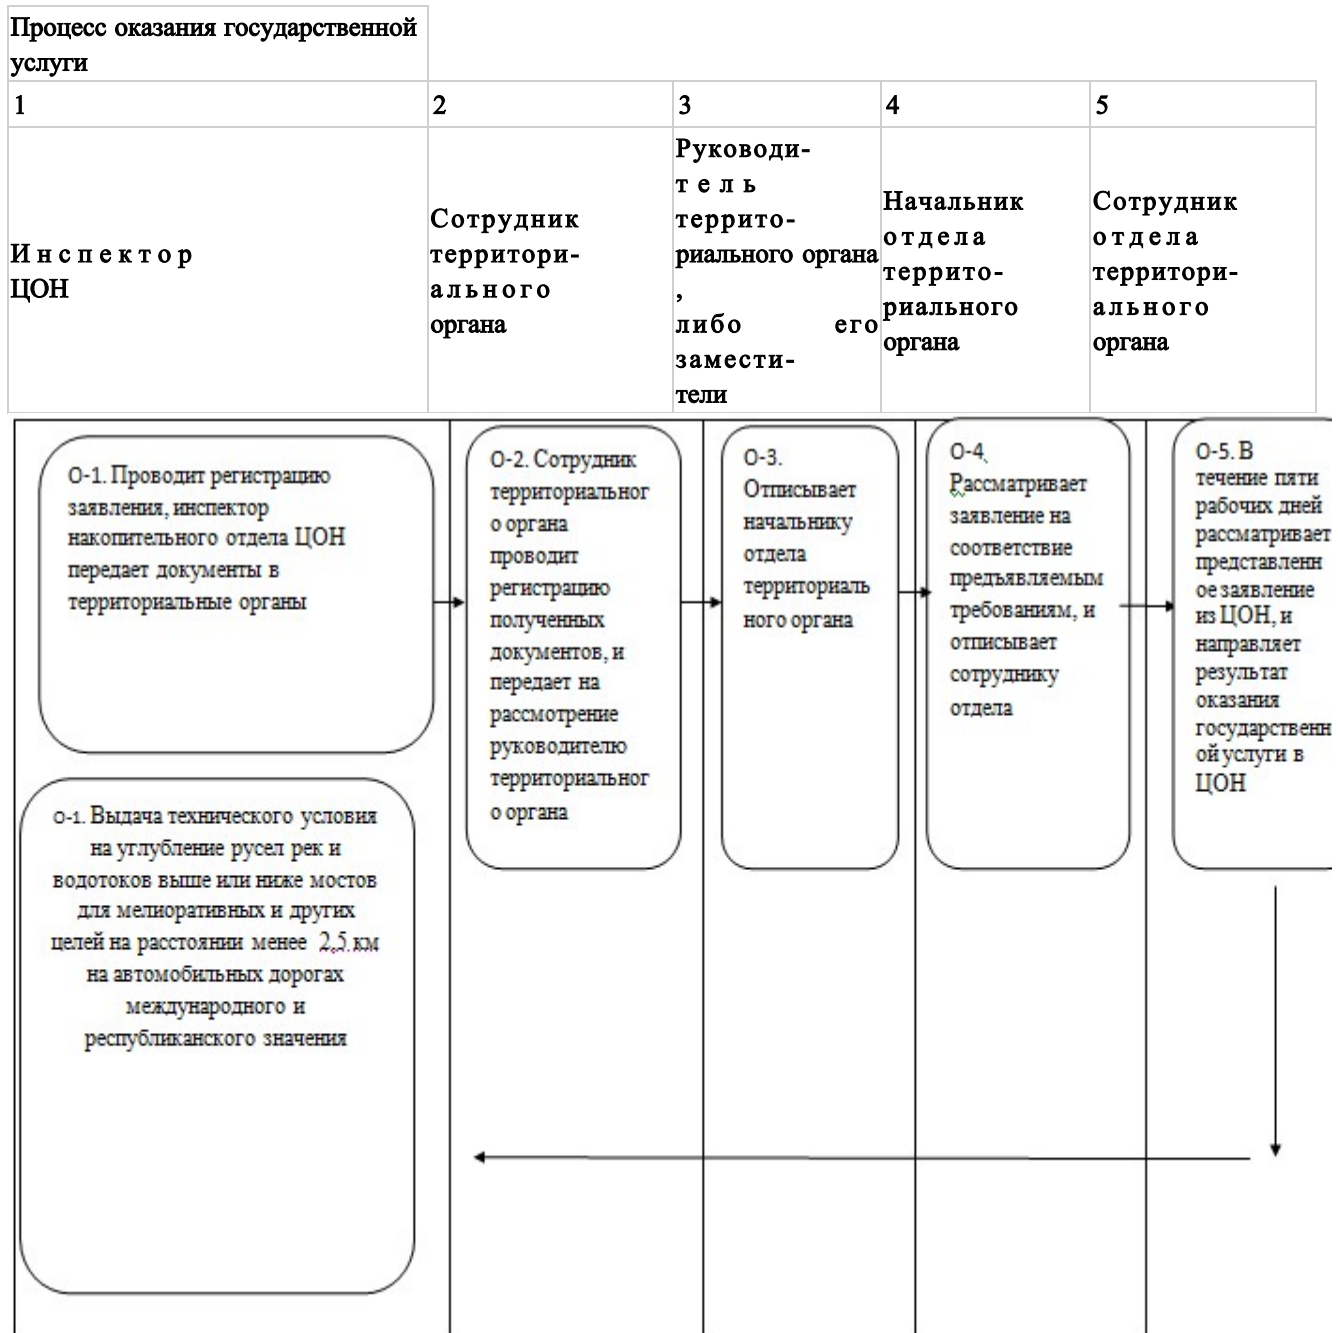 Процесс оказания государственной
услуги
1
2
3
4
5
Инспектор
ЦОН
Сотрудник
территори-
ального
органа
Руководи-
тель
террито-
риального органа
,
либо его
замести-
тели
Начальник
отдела
террито-
риального
органа
Сотрудник
отдела
территори-
ального
органа
О-1. Проводит регистрацию
заявления, инспектор
накопительного отдела ЦОН
передает документы в
территориальные органы
О-2. Сотрудник
территориальног
о органа
проводит
регистрацию
полученных
документов, и
передает на
рассмотрение
руководителю
территориальног
о органа
О-3.
Отписывает
начальнику
отдела
территориаль
ного органа
О-4.
Рассматривает
заявление на
соответствие
предъявляемым
требованиям, и
отписывает
сотруднику
отдела
О-5. В
течение пяти
рабочих дней
рассматривает
представленн
ое заявление
из ЦОН, и
направляет
результат
оказания
государственн
ой услуги в
ЦОН
О-1. Выдача технического условия
на углубление русел рек и
водотоков выше или ниже мостов
для мелиоративных и других
целей на расстоянии менее 2,5 км
на автомобильных дорогах
международного и
республиканского значения